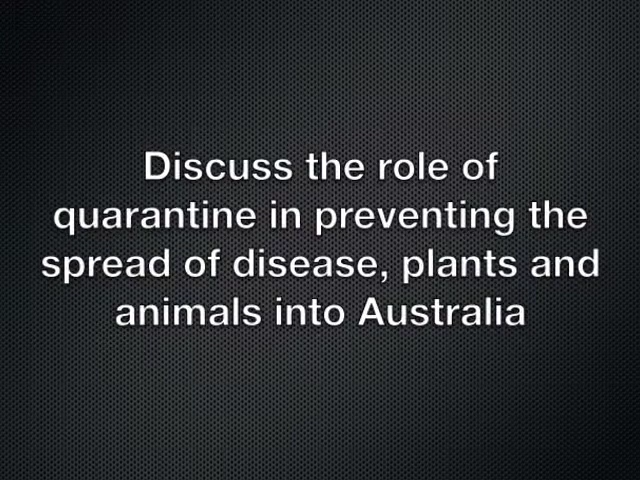 Discuss the role of
quarantine in preventing the
spread of disease, plants and
animals into Australia